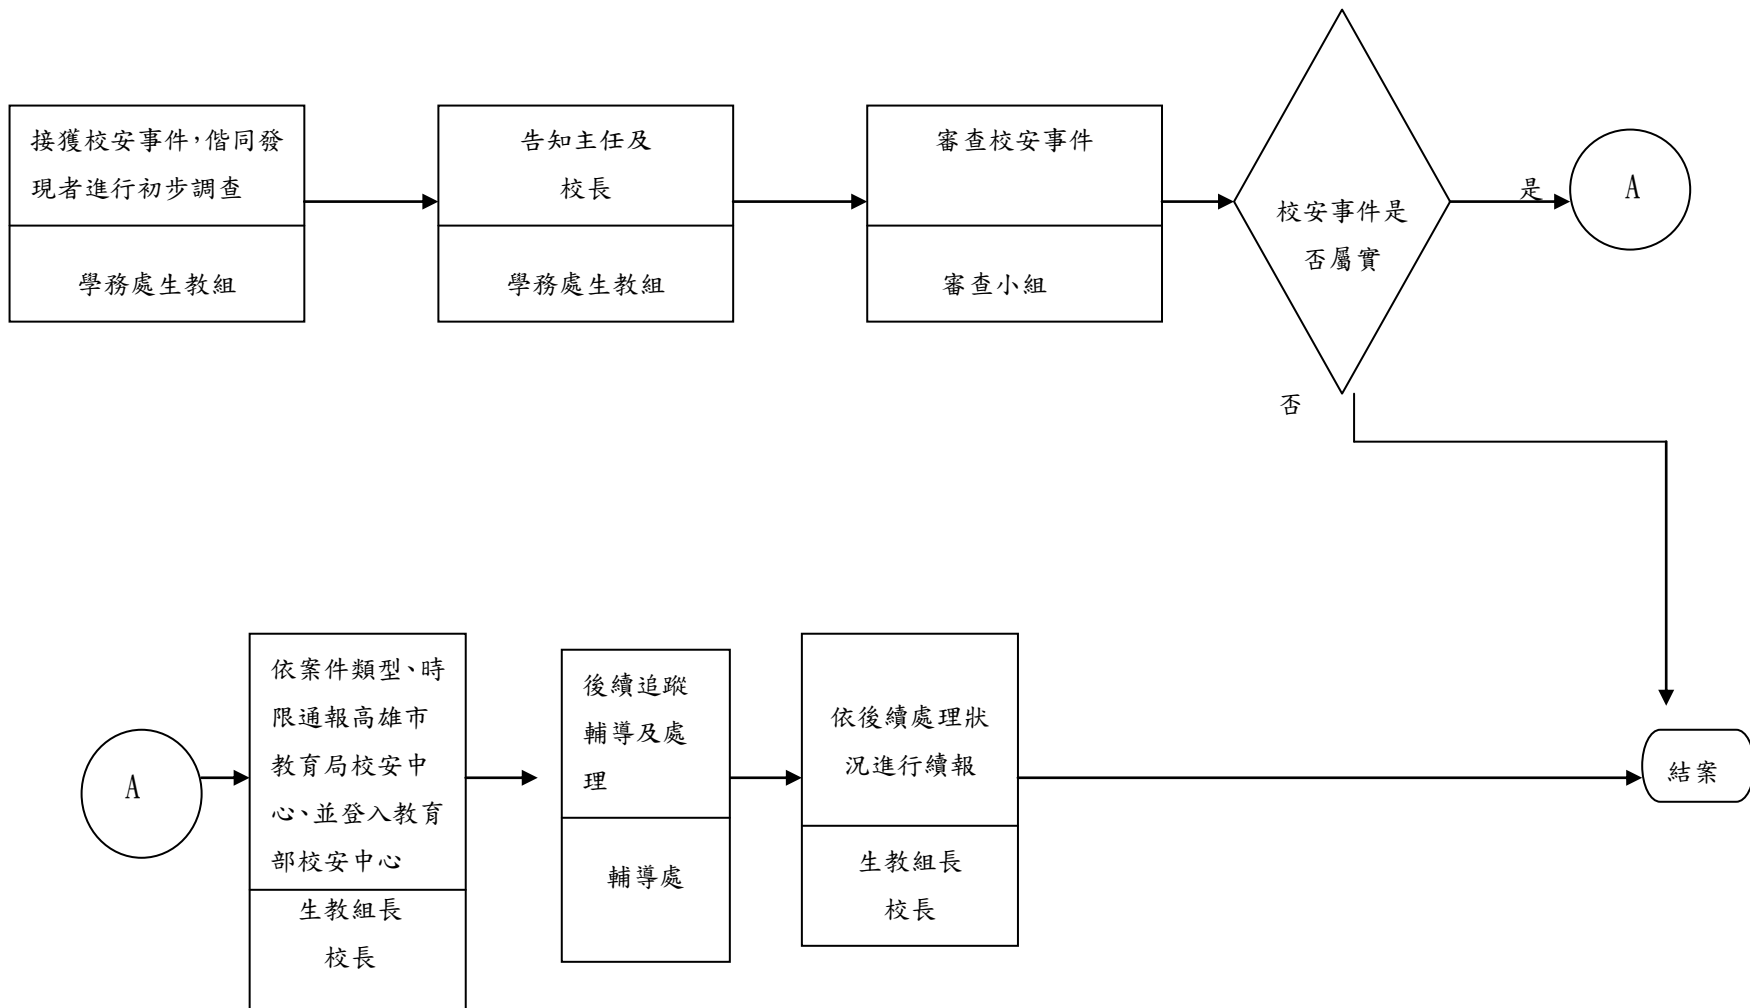 接獲校安事件，偕同發
現者進行初步調查
學務處生教組
告知主任及
校長
學務處生教組
審查校安事件
審查小組
校安事件是
否屬實
是
A
否
A
依案件類型、時
限通報高雄市
教育局校安中
心、並登入教育
部校安中心
生教組長
校長
後續追蹤
輔導及處
理
輔導處
依後續處理狀
況進行續報
生教組長
校長
結案